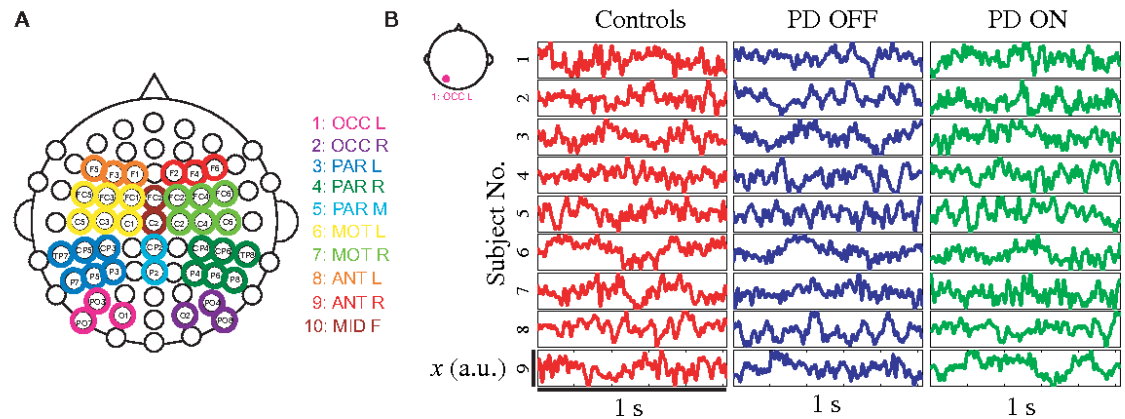 A
B
Controls
PD OFF
PD ON
1: OCC L
1: OCC L
2: OCC R
3: PAR L
4: PAR R
5: PAR M
6: MOT L
7: MOT R
8: ANT L
9: ANT R
10: MID F
F5 F3 F1 F2 F4 F6
FC5 FC3 FC1 FC2 FC4 FC6
C5 C3 C1 C2 C4 C6
TP7 CP5 CP3 CP4 CP6 TP8
P7 P5 P3 P4 P6 P8
PO7 PO3 O1 O2 PO4 PO8
Subject No.
1
2
3
4
5
6
7
8
9
x (a.u.)
1 s
1 s
1 s